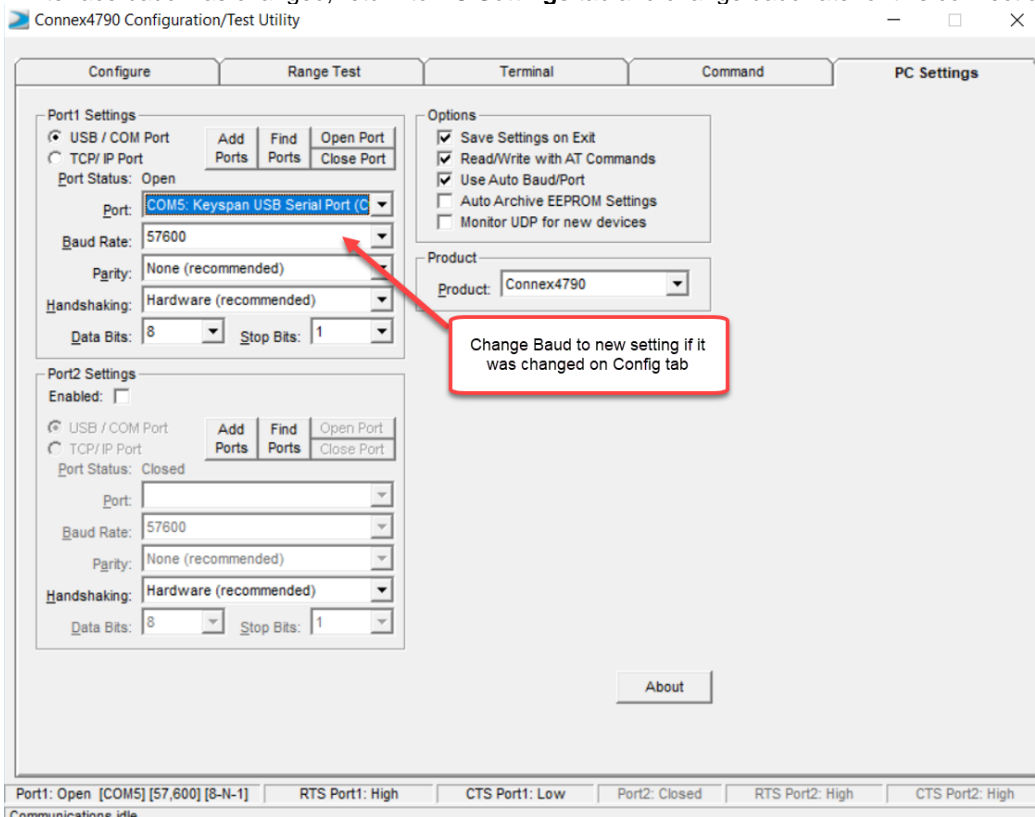 Connex4790 Configuration/Test Utility
Configure
Range Test
Terminal
Command
PC Settings
Port1 Settings
USB / COM Port
TCP/ IP Port
Add Ports
Find Ports
Open Port
Close Port
Port Status: Open
Port: COM5: Keyspan USB Serial Port (C
Baud Rate: 57600
Parity: None (recommended)
Handshaking: Hardware (recommended)
Data Bits: 8 Stop Bits: 1
Port2 Settings
Enabled:
USB / COM Port
TCP/ IP Port
Add Ports
Find Ports
Open Port
Close Port
Port Status: Closed
Port:
Baud Rate: 57600
Parity: None (recommended)
Handshaking: Hardware (recommended)
Data Bits: 8 Stop Bits: 1
Options
Save Settings on Exit
Read/Write with AT Commands
Use Auto Baud/Port
Auto Archive EEPROM Settings
Monitor UDP for new devices
Product
Product: Connex4790
Change Baud to new setting if it
was changed on Config tab
About
Port1: Open [COM5] [57,600] [8-N-1] RTS Port1: High CTS Port1: Low Port2: Closed RTS Port2: High CTS Port2: High
Communications idle